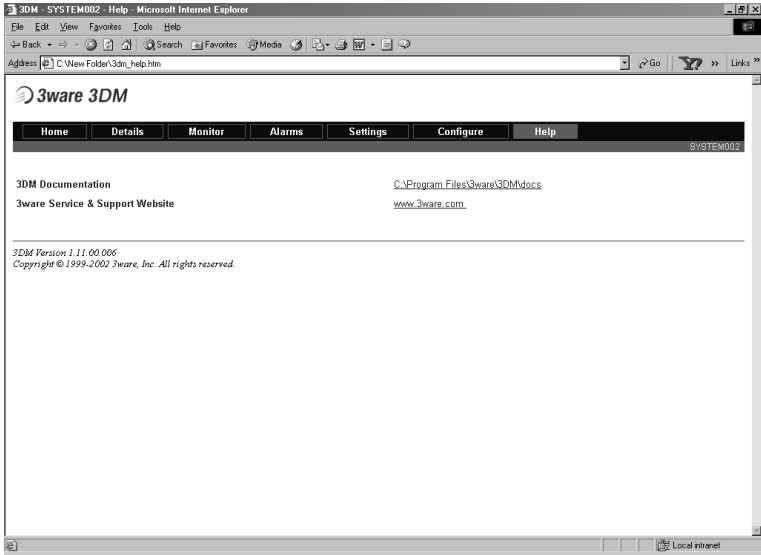 3DM - SYSTEM002 - Help - Microsoft Internet Explorer
File Edit View Favorites Tools Help
Back Search Favorites Media
Address C:\New Folder\3dm_help.htm Go Links
3ware 3DM
Home Details Monitor Alarms Settings Configure Help
SYSTEM002
3DM Documentation C:\Program Files\3ware\3DM\docs
3ware Service & Support Website www.3ware.com
3DM Version 1.11.00.006
Copyright © 1999-2002 3ware, Inc. All rights reserved.
Local intranet